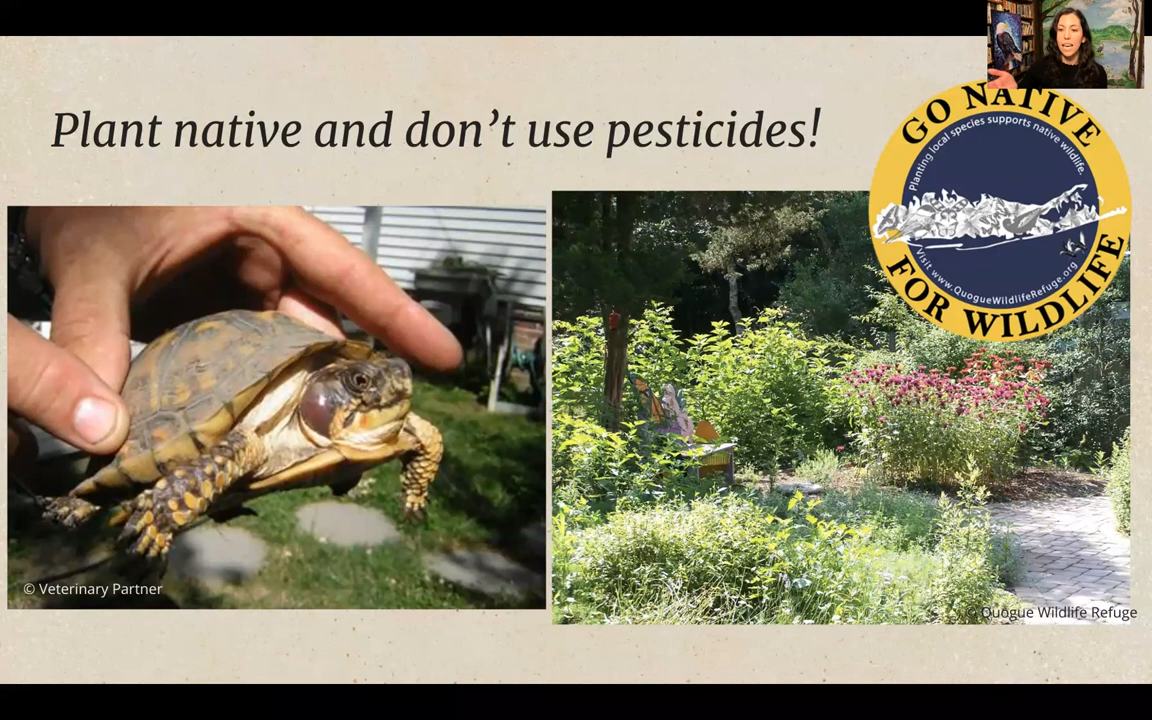 Plant native and don't use pesticides!
GO NATIVE
Planting local species supports native wildlife.
Visit www.QuogueWildlifeRefuge.org
FOR WILDLIFE
© Veterinary Partner
© Quogue Wildlife Refuge